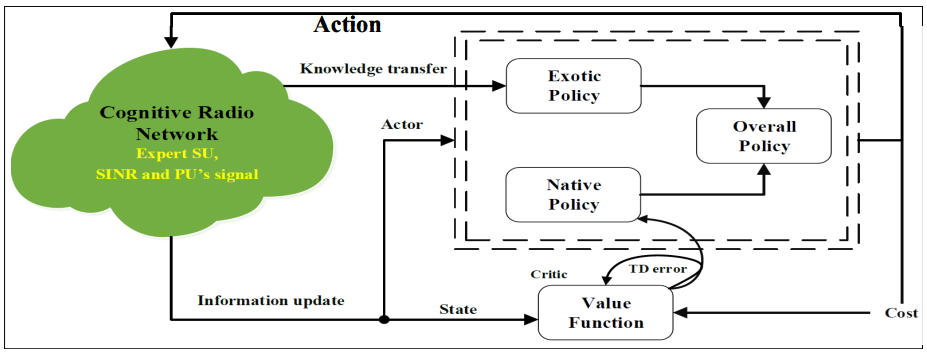 Action
Knowledge transfer
Exotic
Policy
Cognitive Radio
Network
Expert SU,
SINR and PU's signal
Actor
Overall
Policy
Native
Policy
Critic
TD error
Information update
State
Value
Function
Cost